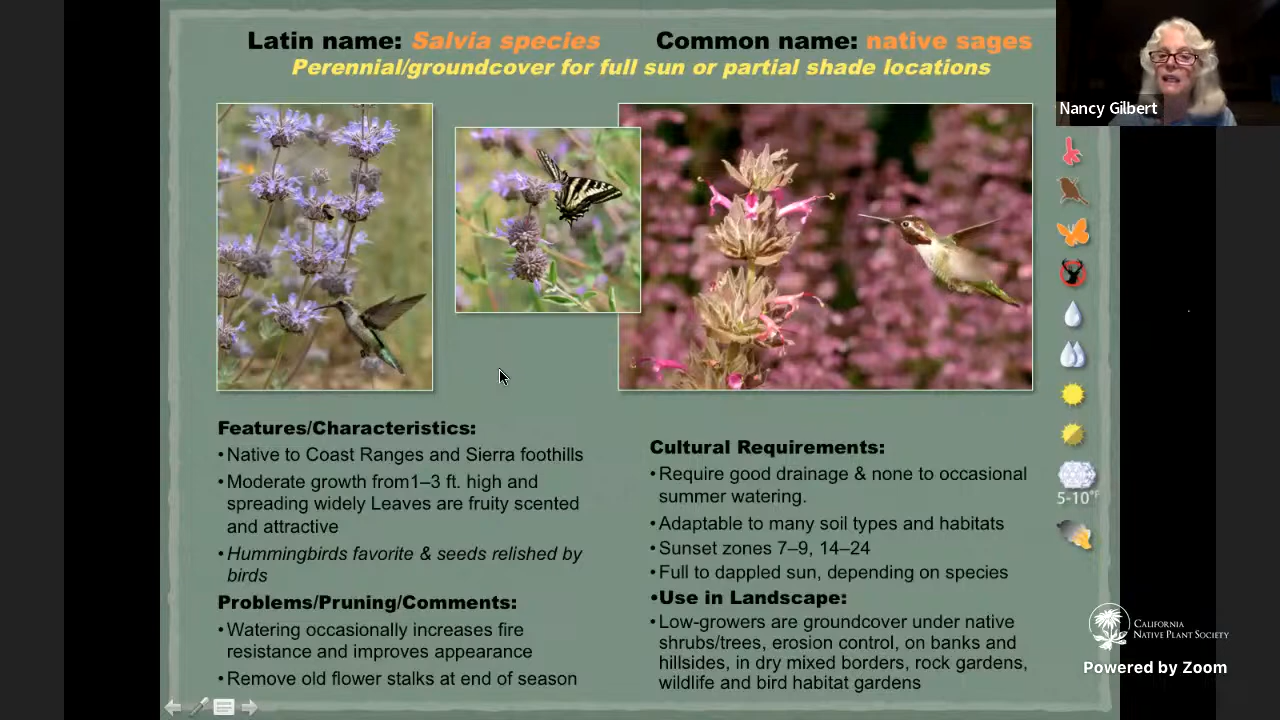 Latin name: Salvia species Common name: native sages
Perennial/groundcover for full sun or partial shade locations
Nancy Gilbert
Features/Characteristics:
•Native to Coast Ranges and Sierra foothills
•Moderate growth from1–3 ft. high and
spreading widely Leaves are fruity scented
and attractive
•Hummingbirds favorite & seeds relished by
birds
Problems/Pruning/Comments:
•Watering occasionally increases fire
resistance and improves appearance
•Remove old flower stalks at end of season
Cultural Requirements:
•Require good drainage & none to occasional
summer watering.
•Adaptable to many soil types and habitats
•Sunset zones 7–9, 14–24
•Full to dappled sun, depending on species
•Use in Landscape:
•Low-growers are groundcover under native
shrubs/trees, erosion control, on banks and
hillsides, in dry mixed borders, rock gardens,
wildlife and bird habitat gardens
5-10°F
CALIFORNIA
NATIVE PLANT SOCIETY
Powered by Zoom